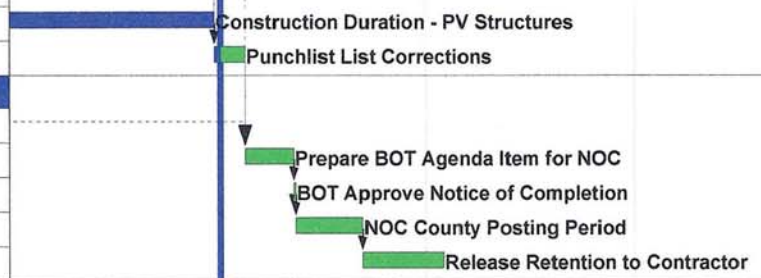 Construction Duration - PV Structures
Punchlist List Corrections
Prepare BOT Agenda Item for NOC
BOT Approve Notice of Completion
NOC County Posting Period
Release Retention to Contractor